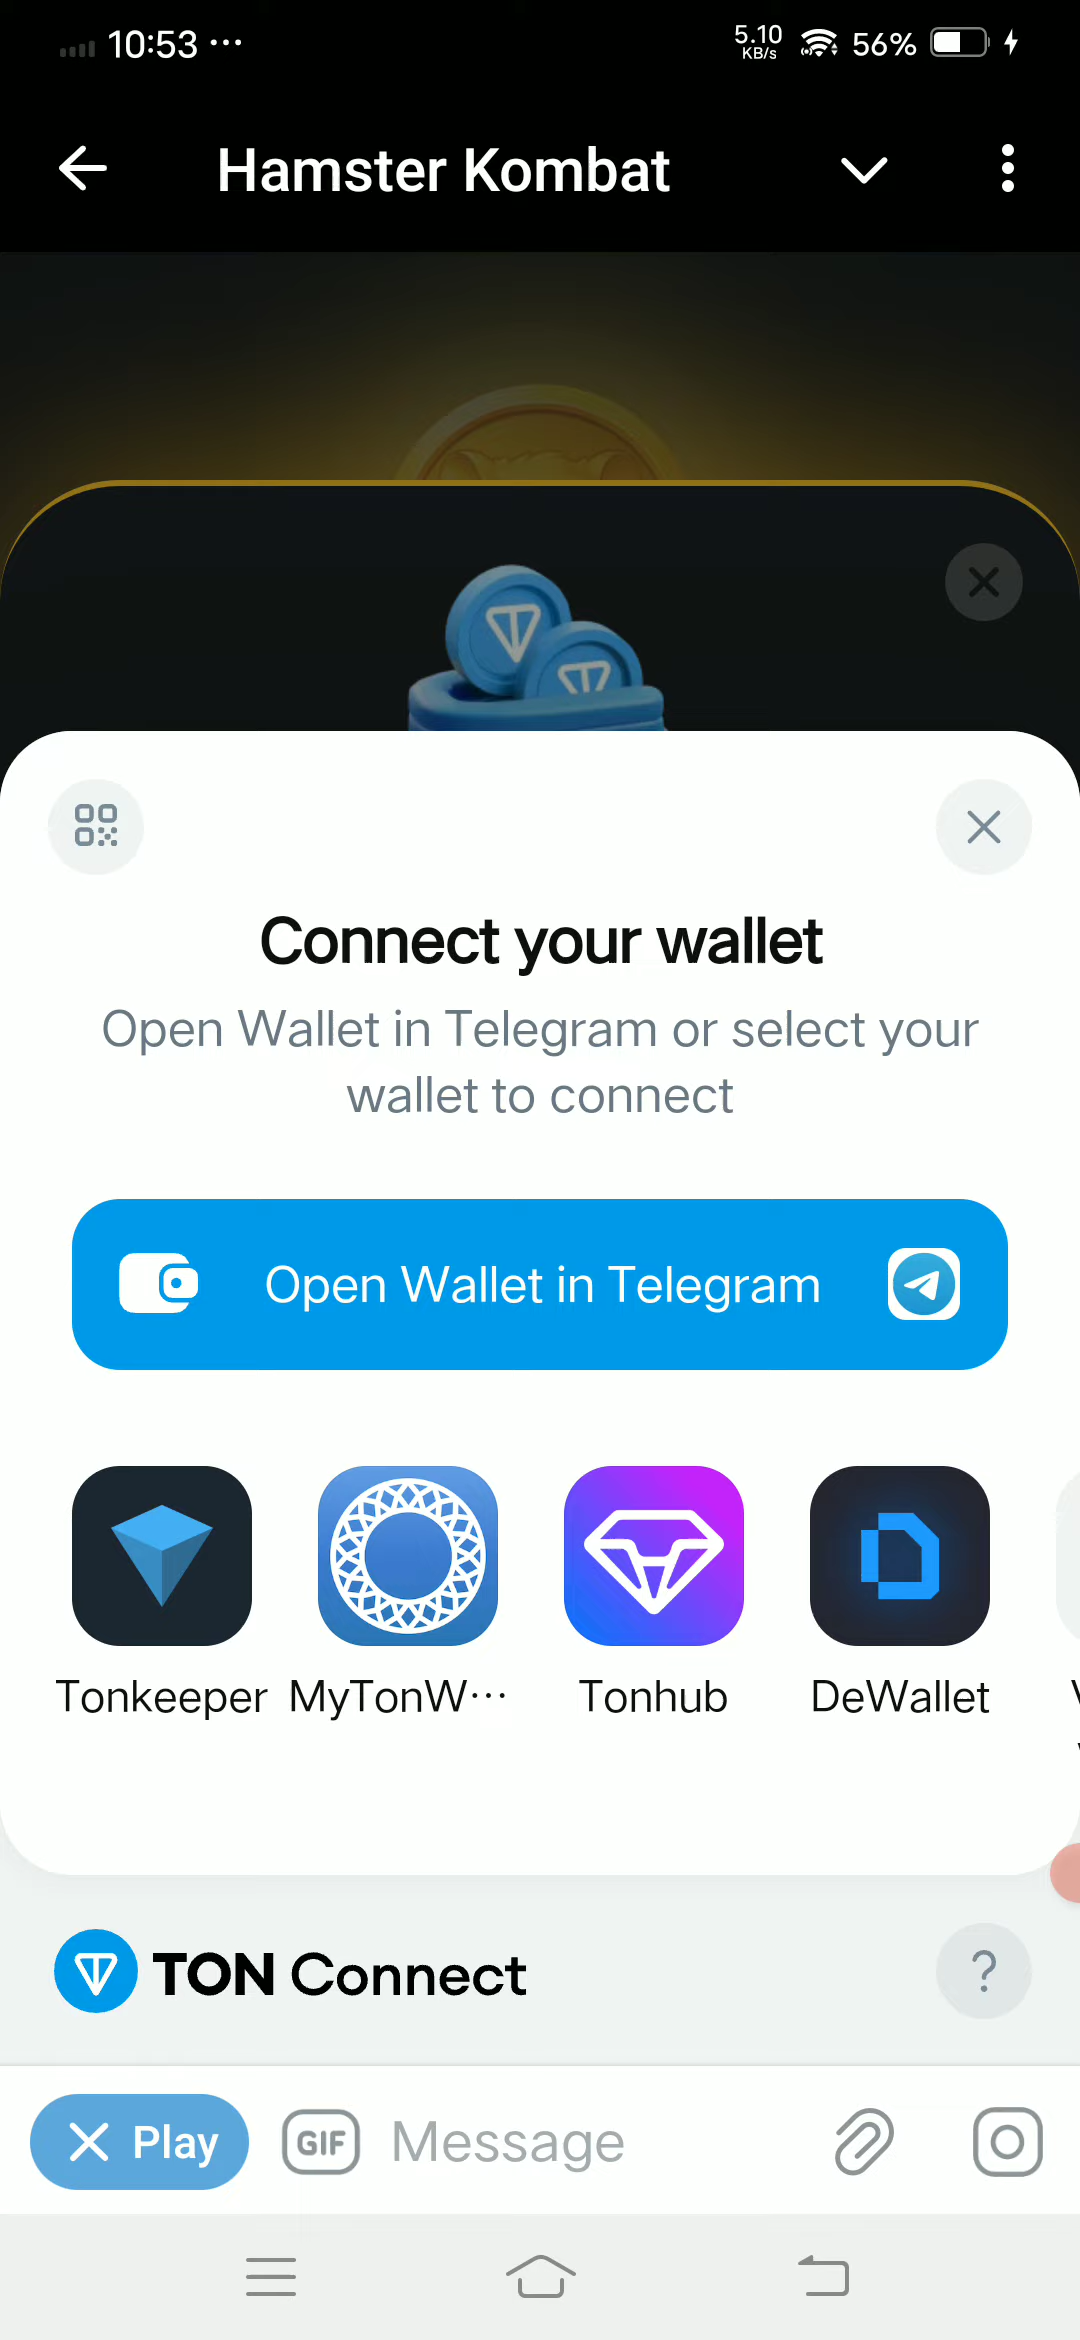 10:53 ...
5.10
KB/s
56%
Hamster Kombat
Connect your wallet
Open Wallet in Telegram or select your
wallet to connect
Open Wallet in Telegram
Tonkeeper MyTonW... Tonhub DeWallet
TON Connect
?
Play GIF Message